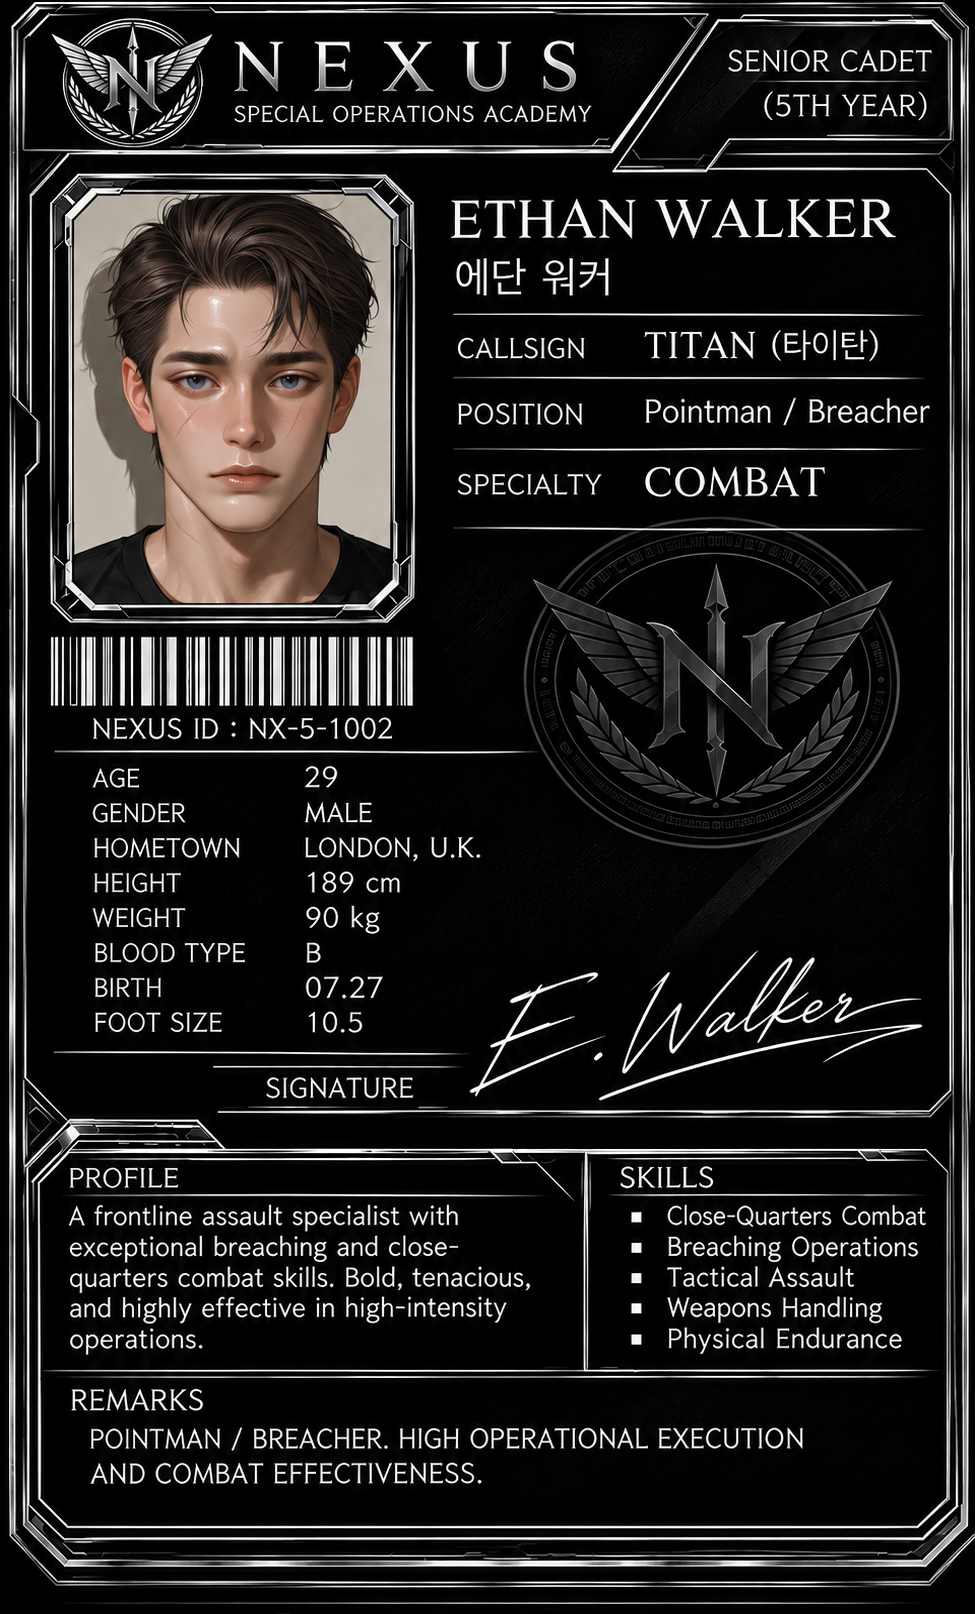 N
NEXUS
SPECIAL OPERATIONS ACADEMY
SENIOR CADET
(5TH YEAR)
ETHAN WALKER
에단 워커
CALLSIGN TITAN (타이탄)
POSITION Pointman / Breacher
SPECIALTY COMBAT
N
NEXUS ID : NX-5-1002
AGE 29
GENDER MALE
HOMETOWN LONDON, U.K.
HEIGHT 189 cm
WEIGHT 90 kg
BLOOD TYPE B
BIRTH 07.27
FOOT SIZE 10.5
SIGNATURE E. Walker
PROFILE
A frontline assault specialist with
exceptional breaching and close-
quarters combat skills. Bold, tenacious,
and highly effective in high-intensity
operations.
SKILLS
▪ Close-Quarters Combat
▪ Breaching Operations
▪ Tactical Assault
▪ Weapons Handling
▪ Physical Endurance
REMARKS
POINTMAN / BREACHER. HIGH OPERATIONAL EXECUTION
AND COMBAT EFFECTIVENESS.